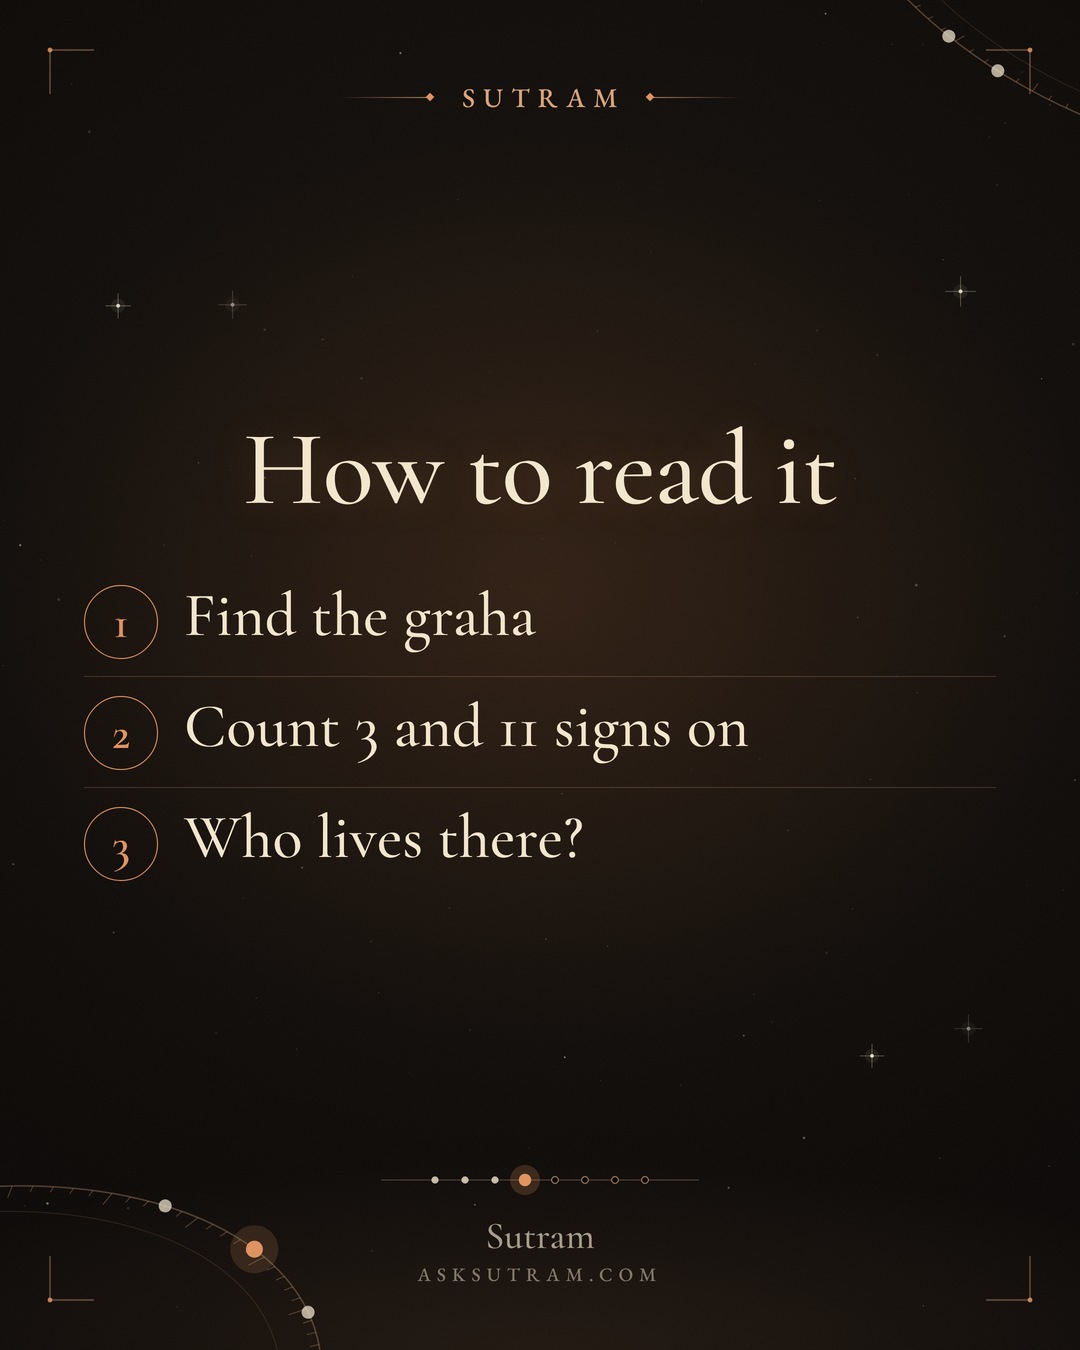 SUTRAM
How to read it
1 Find the graha
2 Count 3 and 11 signs on
3 Who lives there?
Sutram
ASKSUTRAM.COM